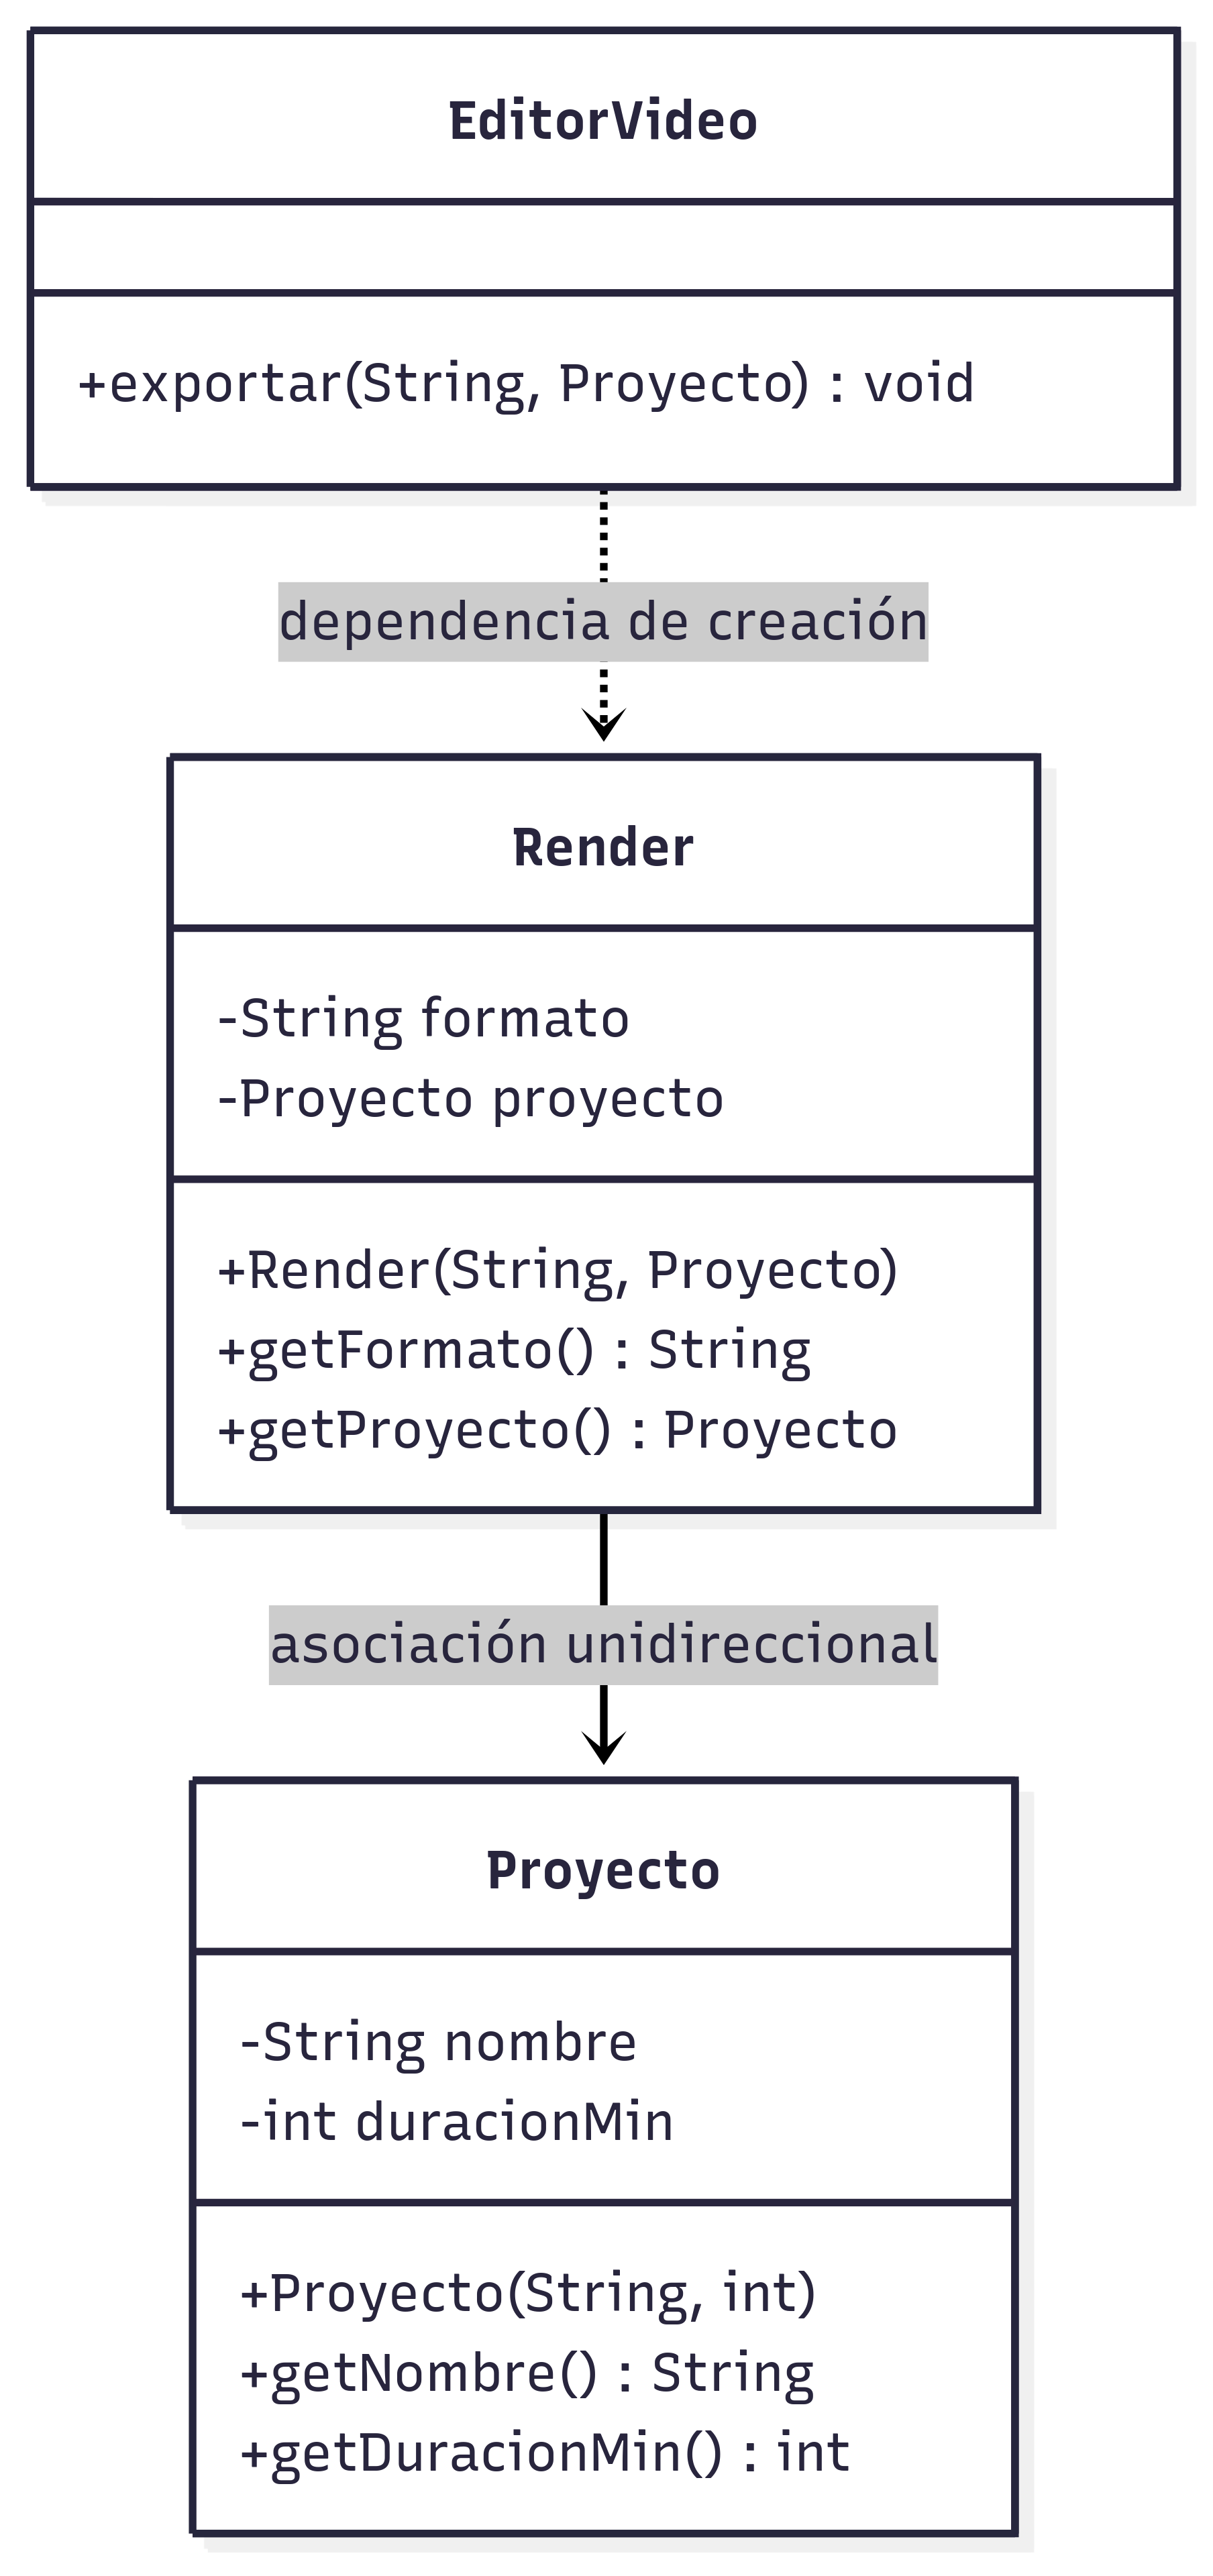 EditorVideo
+exportar(String, Proyecto) : void
dependencia de creación
Render
-String formato
-Proyecto proyecto
+Render(String, Proyecto)
+getFormato() : String
+getProyecto() : Proyecto
asociación unidireccional
Proyecto
-String nombre
-int duracionMin
+Proyecto(String, int)
+getNombre() : String
+getDuracionMin() : int